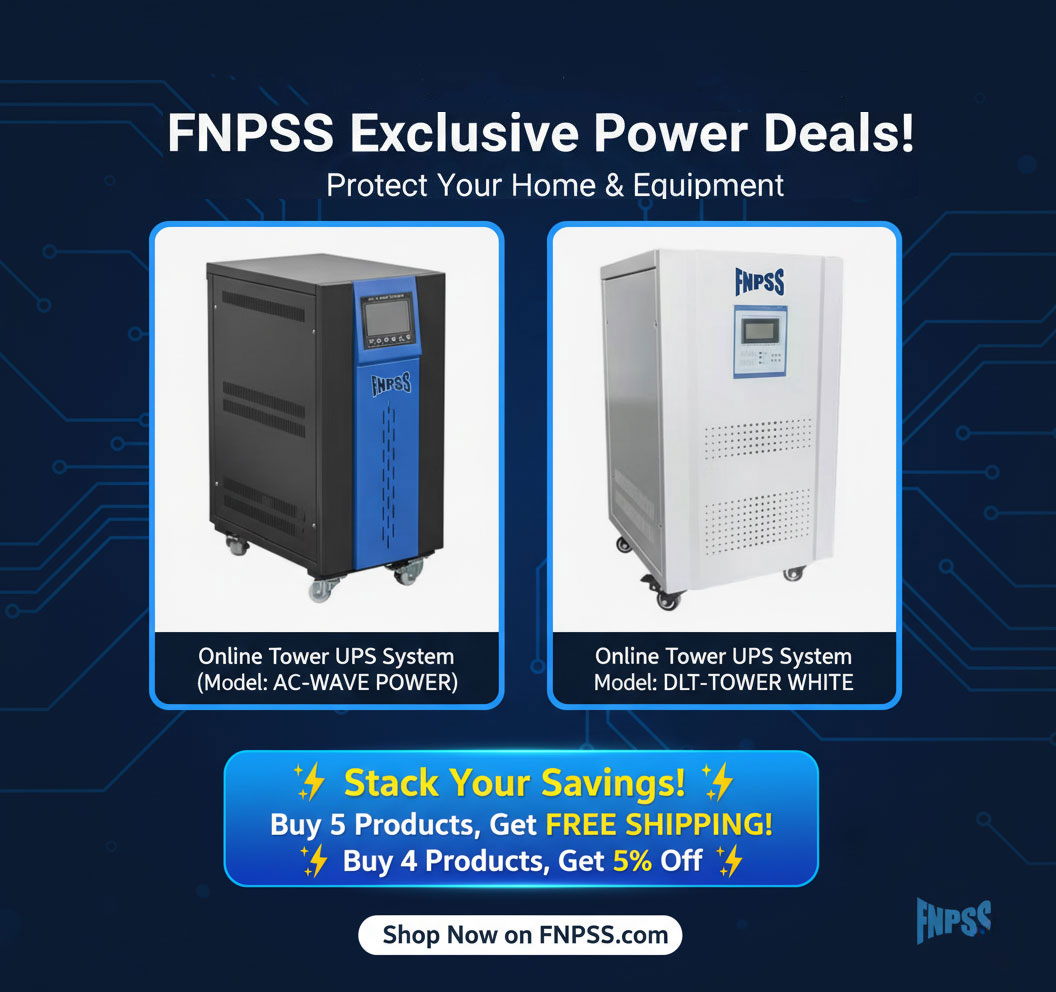 FNPSS Exclusive Power Deals!
Protect Your Home & Equipment
FNPSS
FNPSS
Online Tower UPS System
(Model: AC-WAVE POWER)
Online Tower UPS System
Model: DLT-TOWER WHITE
Stack Your Savings!
Buy 5 Products, Get FREE SHIPPING!
Buy 4 Products, Get 5% Off
FNPSS
Shop Now on FNPSS.com